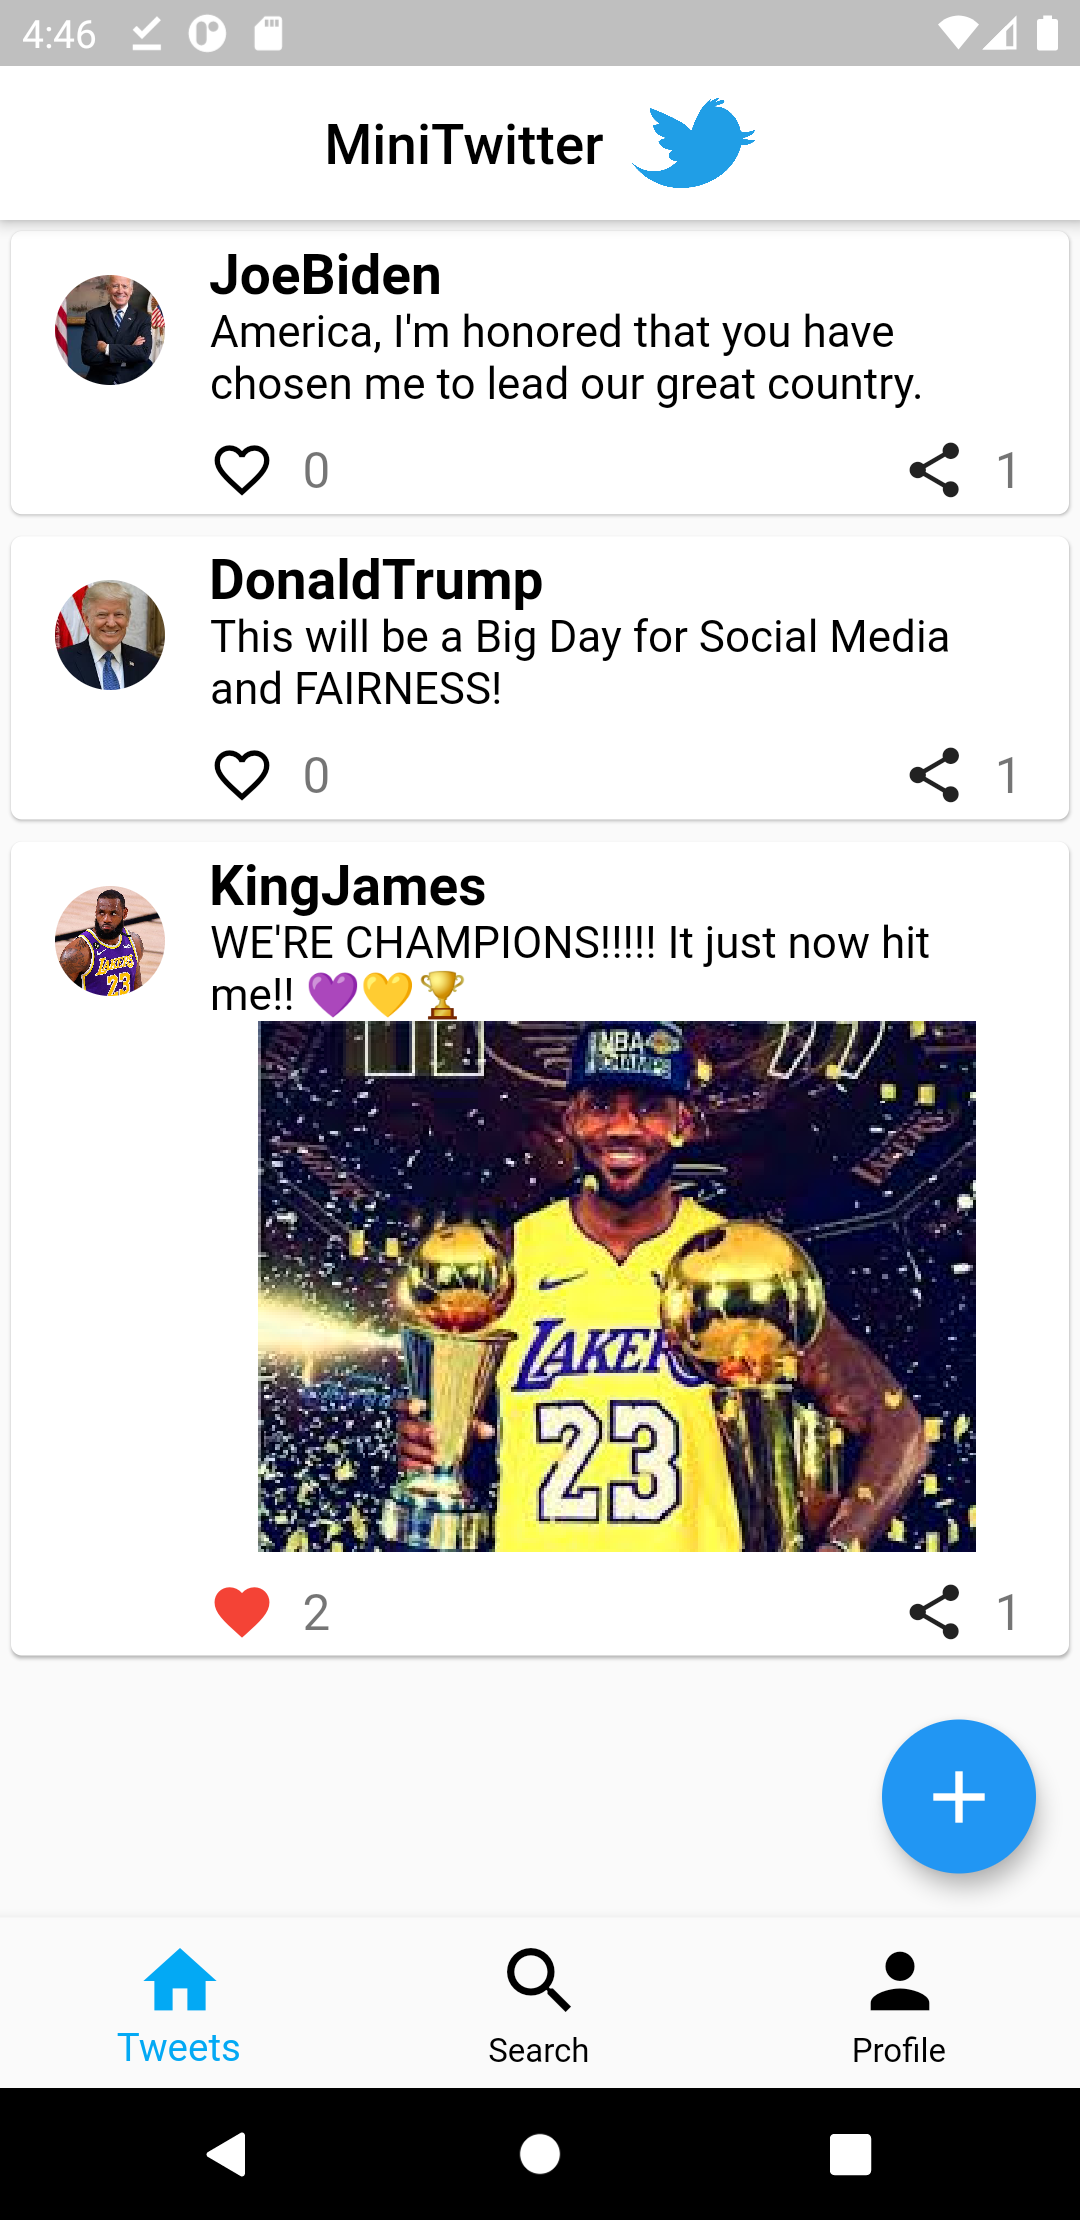 4:46
MiniTwitter
JoeBiden
America, I'm honored that you have
chosen me to lead our great country.
0 1
DonaldTrump
This will be a Big Day for Social Media
and FAIRNESS!
0 1
KingJames
WE'RE CHAMPIONS!!!!! It just now hit
me!! 💜💛🏆
NBA
LAKER
23
2 1
Tweets Search Profile